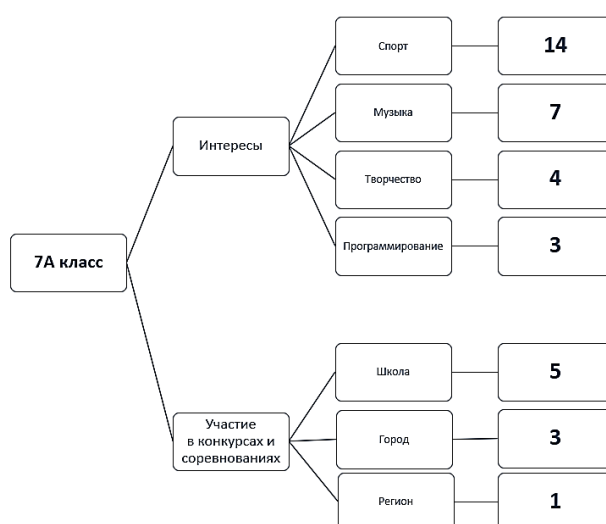 7А класс
Интересы
Спорт
14
Музыка
7
Творчество
4
Программирование
3
Участие
в конкурсах и
соревнованиях
Школа
5
Город
3
Регион
1